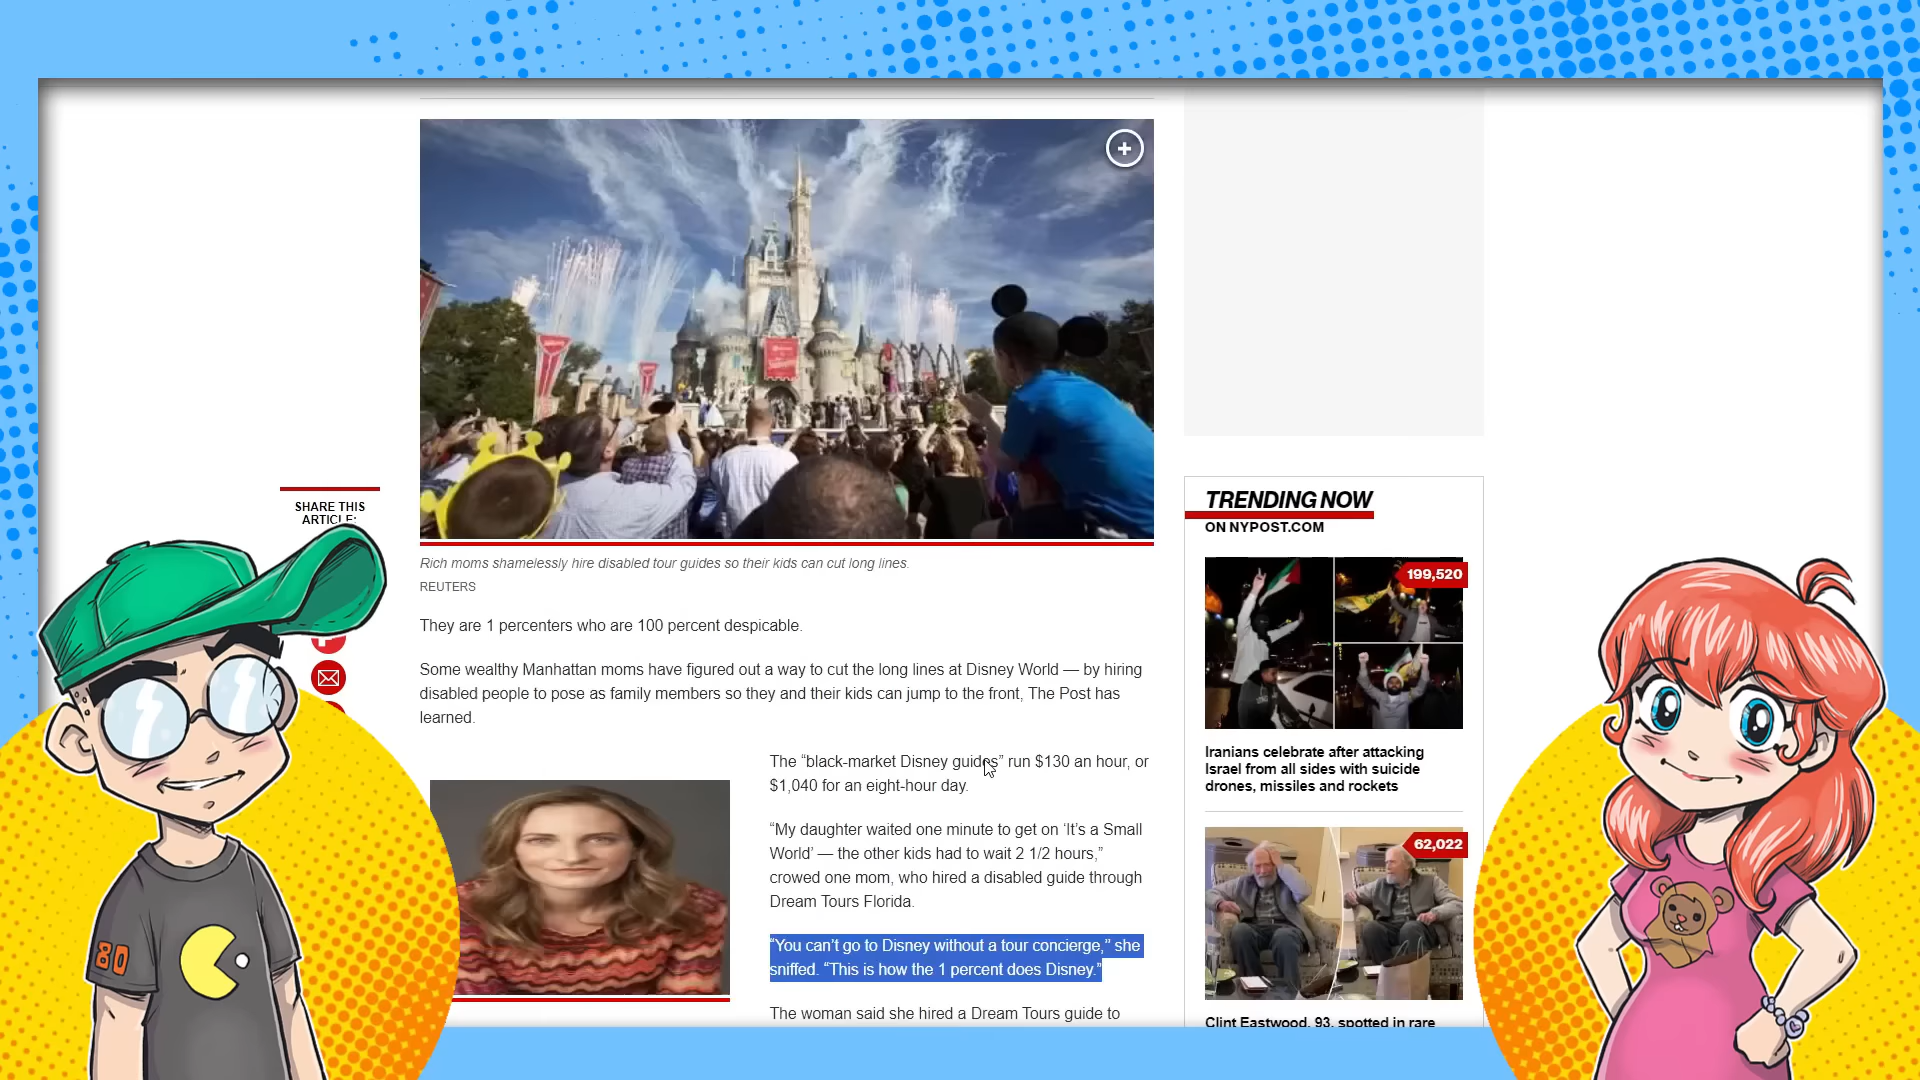 Rich moms shamelessly hire disabled tour guides so their kids can cut long lines.
REUTERS
They are 1 percenters who are 100 percent despicable.
Some wealthy Manhattan moms have figured out a way to cut the long lines at Disney World — by hiring
disabled people to pose as family members so they and their kids can jump to the front, The Post has
learned.
The “black-market Disney guides” run $130 an hour, or
$1,040 for an eight-hour day.
“My daughter waited one minute to get on ‘It’s a Small
World’ — the other kids had to wait 2 1/2 hours,”
crowed one mom, who hired a disabled guide through
Dream Tours Florida.
“You can’t go to Disney without a tour concierge,’’ she
sniffed. “This is how the 1 percent does Disney.”
The woman said she hired a Dream Tours guide to
SHARE THIS
ARTICLE:
80
TRENDING NOW
ON NYPOST.COM
199,520
Iranians celebrate after attacking
Israel from all sides with suicide
drones, missiles and rockets
62,022
Clint Eastwood, 93, spotted in rare